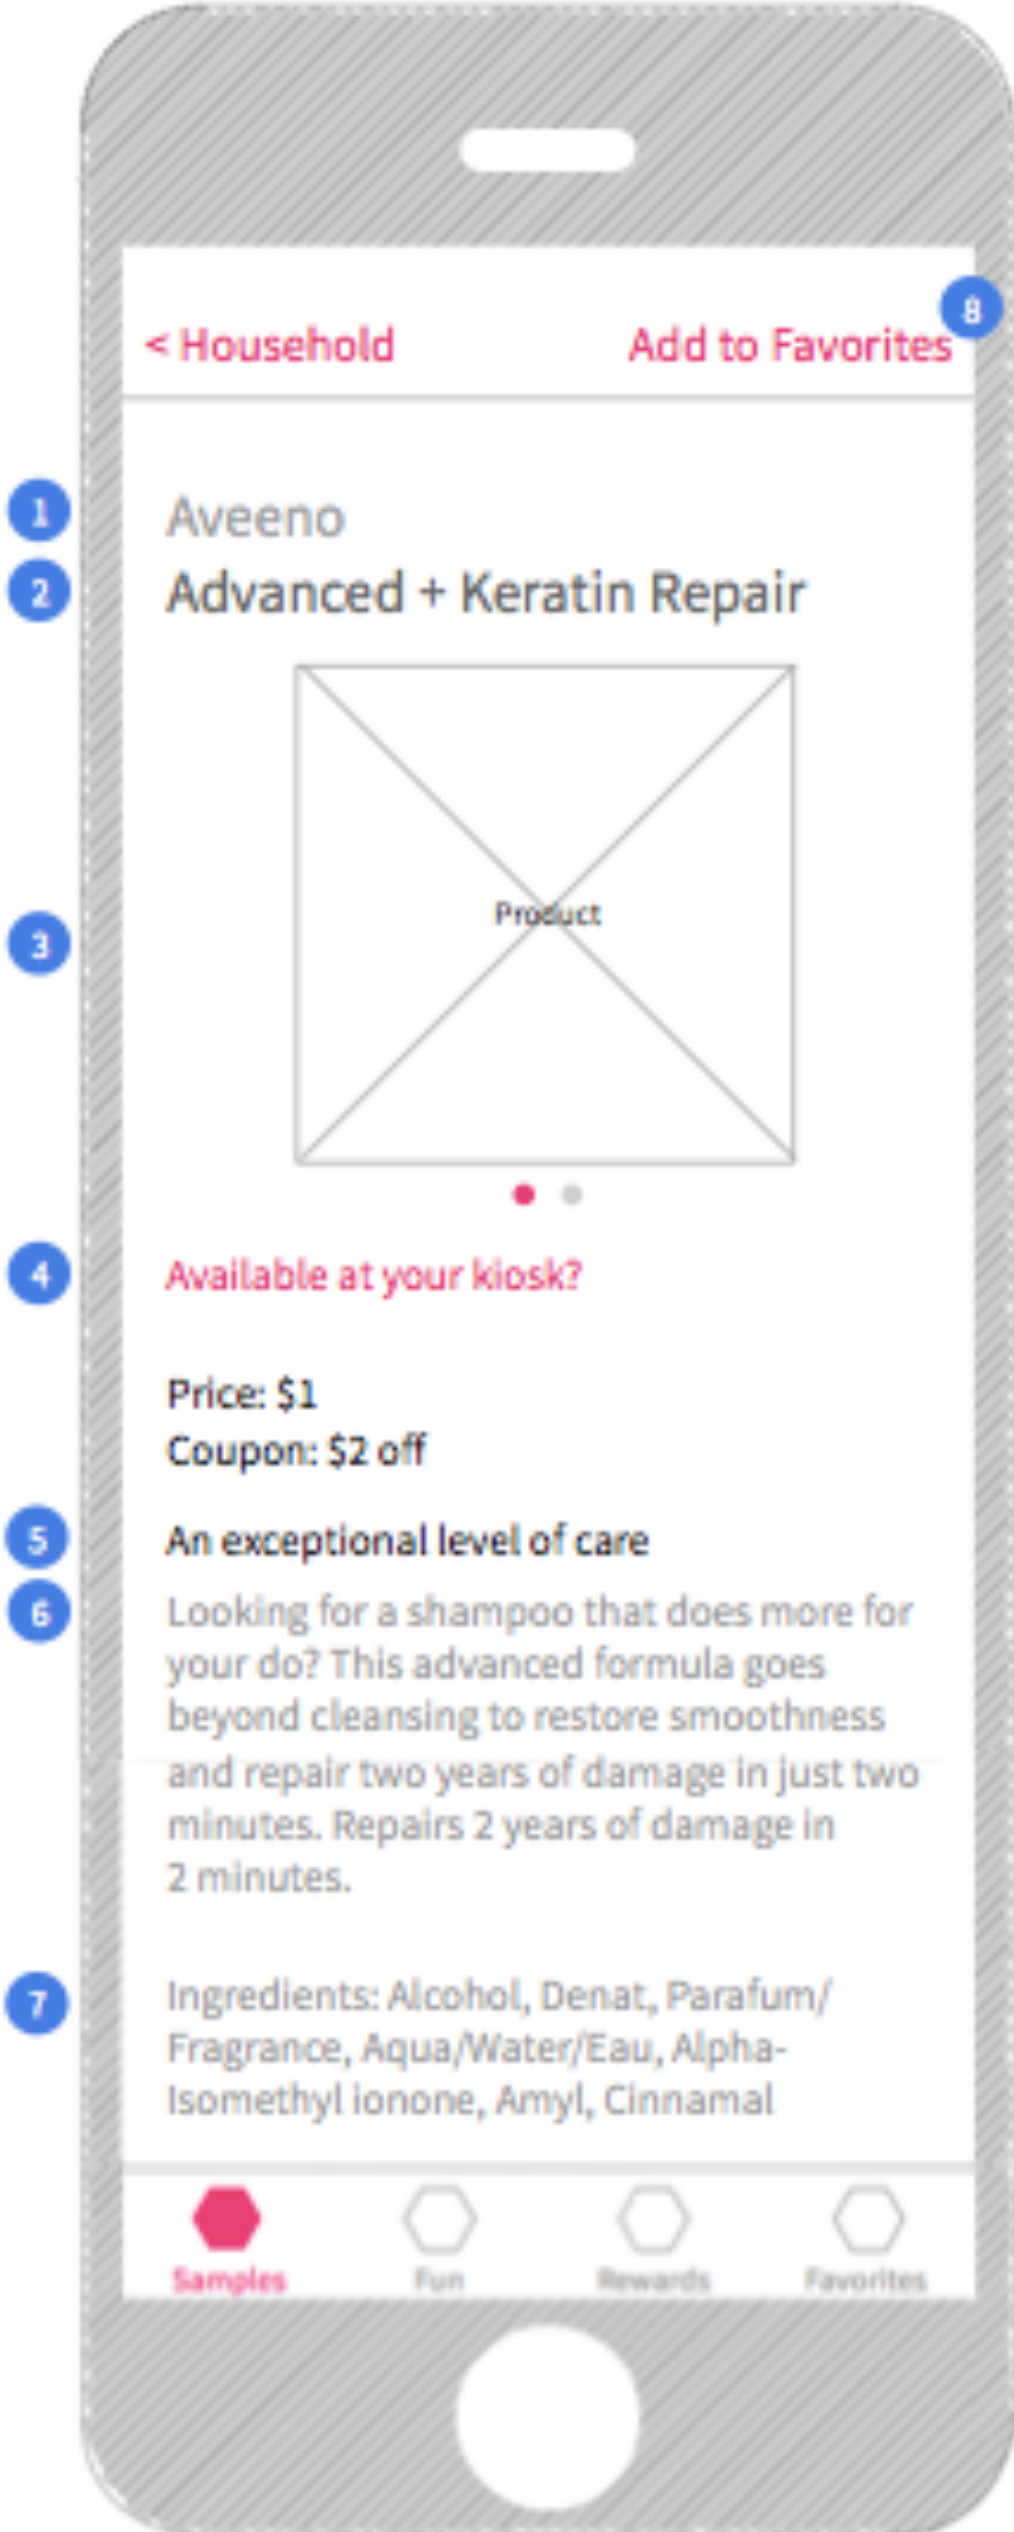 8
< Household Add to Favorites
1 Aveeno
2 Advanced + Keratin Repair
3 Product
4 Available at your kiosk?
Price: $1
Coupon: $2 off
5 An exceptional level of care
6 Looking for a shampoo that does more for
your do? This advanced formula goes
beyond cleansing to restore smoothness
and repair two years of damage in just two
minutes. Repairs 2 years of damage in
2 minutes.
7 Ingredients: Alcohol, Denat, Parafum/
Fragrance, Aqua/Water/Eau, Alpha-
Isomethyl ionone, Amyl, Cinnamal
Samples Fun Rewards Favorites